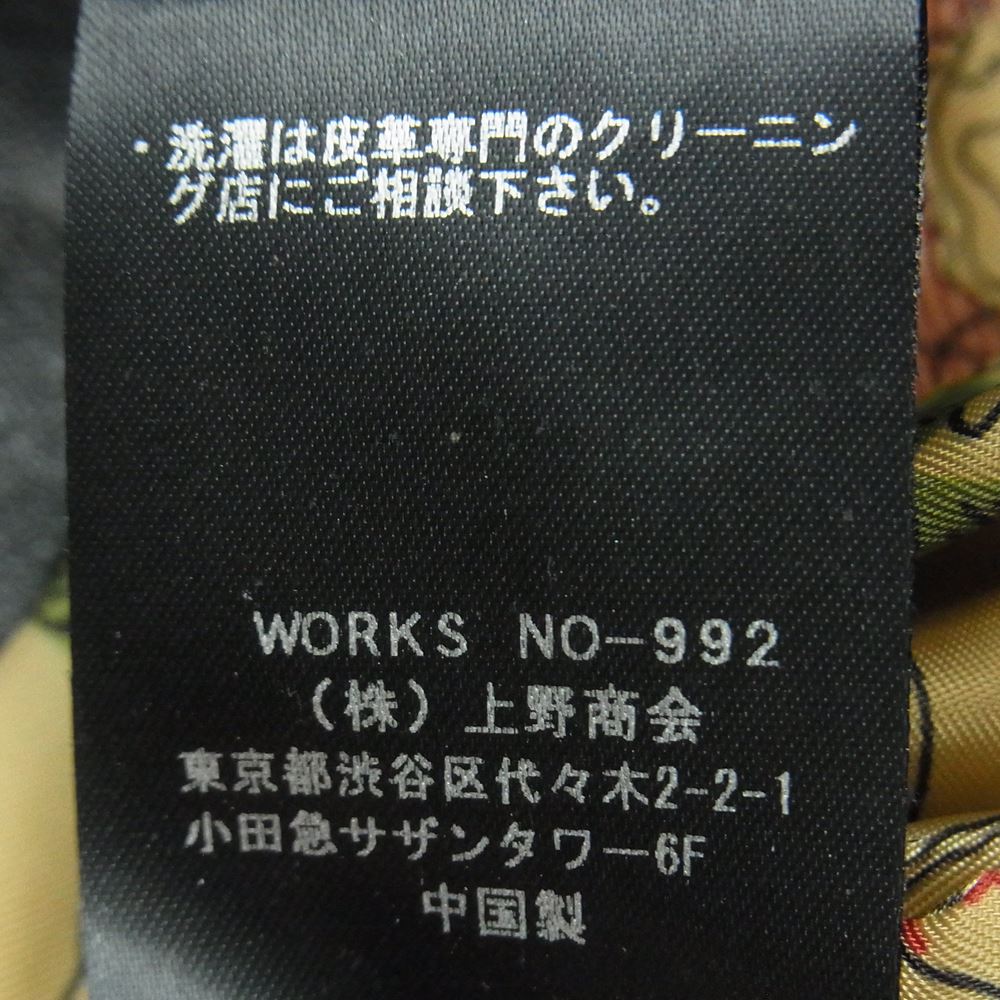 ・洗濯は皮革専門のクリーニン
グ店にご相談下さい。
WORKS NO-992
(株)上野商会
東京都渋谷区代々木2-2-1
小田急サザンタワー6F
中国製